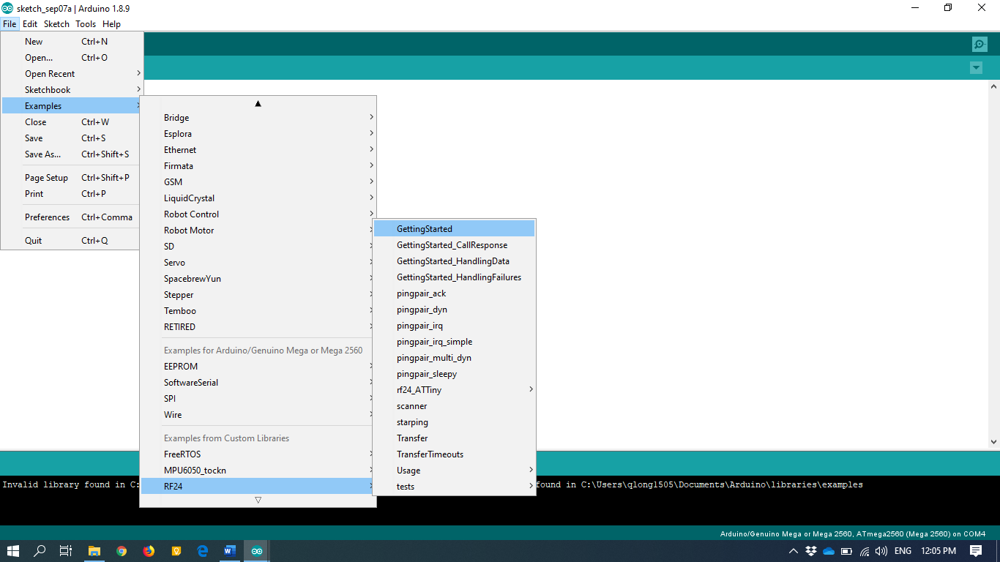 sketch_sep07a | Arduino 1.8.9
File Edit Sketch Tools Help
New Ctrl+N
Open... Ctrl+O
Open Recent
Sketchbook
Examples
Close Ctrl+W
Save Ctrl+S
Save As... Ctrl+Shift+S
Page Setup Ctrl+Shift+P
Print Ctrl+P
Preferences Ctrl+Comma
Quit Ctrl+Q
Bridge
Esplora
Ethernet
Firmata
GSM
LiquidCrystal
Robot Control
Robot Motor
SD
Servo
SpacebrewYun
Stepper
Temboo
RETIRED
Examples for Arduino/Genuino Mega or Mega 2560
EEPROM
SoftwareSerial
SPI
Wire
Examples from Custom Libraries
FreeRTOS
MPU6050_tockn
RF24
GettingStarted
GettingStarted_CallResponse
GettingStarted_HandlingData
GettingStarted_HandlingFailures
pingpair_ack
pingpair_dyn
pingpair_irq
pingpair_irq_simple
pingpair_multi_dyn
pingpair_sleepy
rf24_ATTiny
scanner
starping
Transfer
TransferTimeouts
Usage
tests
Invalid library found in C: found in C:\Users\qlong1505\Documents\Arduino\libraries\examples
Arduino/Genuino Mega or Mega 2560, ATmega2560 (Mega 2560) on COM4
ENG 12:05 PM